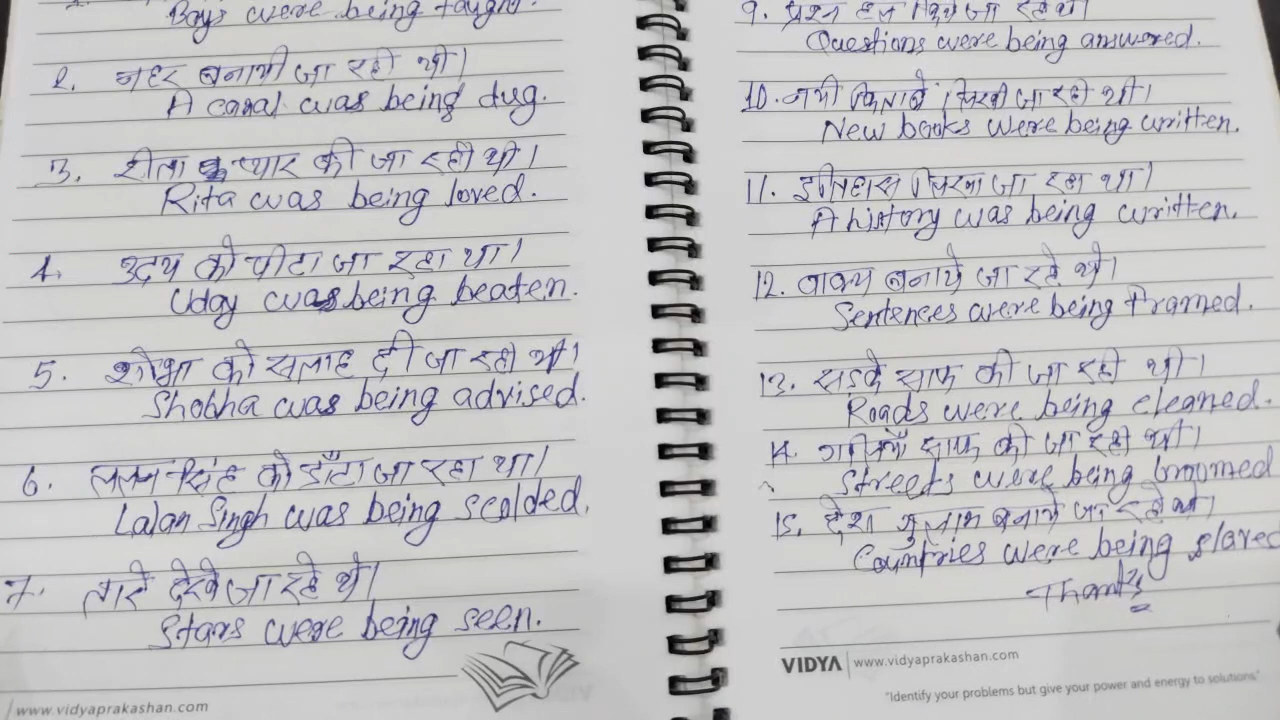 Boys were being taught.
2. नहर बनायी जा रही थी।
A canal was being dug.
3. रीता प्यार की जा रही थी।
Rita was being loved.
4. उदय को पीटा जा रहा था।
Uday was being beaten.
5. शोभा को सलाह दी जा रही थी।
Shobha was being advised.
6. ललन सिंह को डाँटा जा रहा था।
Lalan Singh was being scolded.
7. तारे देखे जा रहे थे।
Stars were being seen.
www.vidyaprakashan.com
9. प्रश्न हल किये जा रहे थे।
Questions were being answered.
10. नयी किताबें लिखी जा रही थी।
New books were being written.
11. इतिहास लिखा जा रहा था।
A history was being written.
12. वाक्य बनाये जा रहे थे।
Sentences were being framed.
13. सड़कें साफ की जा रही थी।
Roads were being cleaned.
14. गलियाँ साफ की जा रही थी।
Streets were being broomed
15. देश गुलाम बनाये जा रहे थे।
Countries were being slaved
Thanks
VIDYA | www.vidyaprakashan.com
"Identify your problems but give your power and energy to solutions"